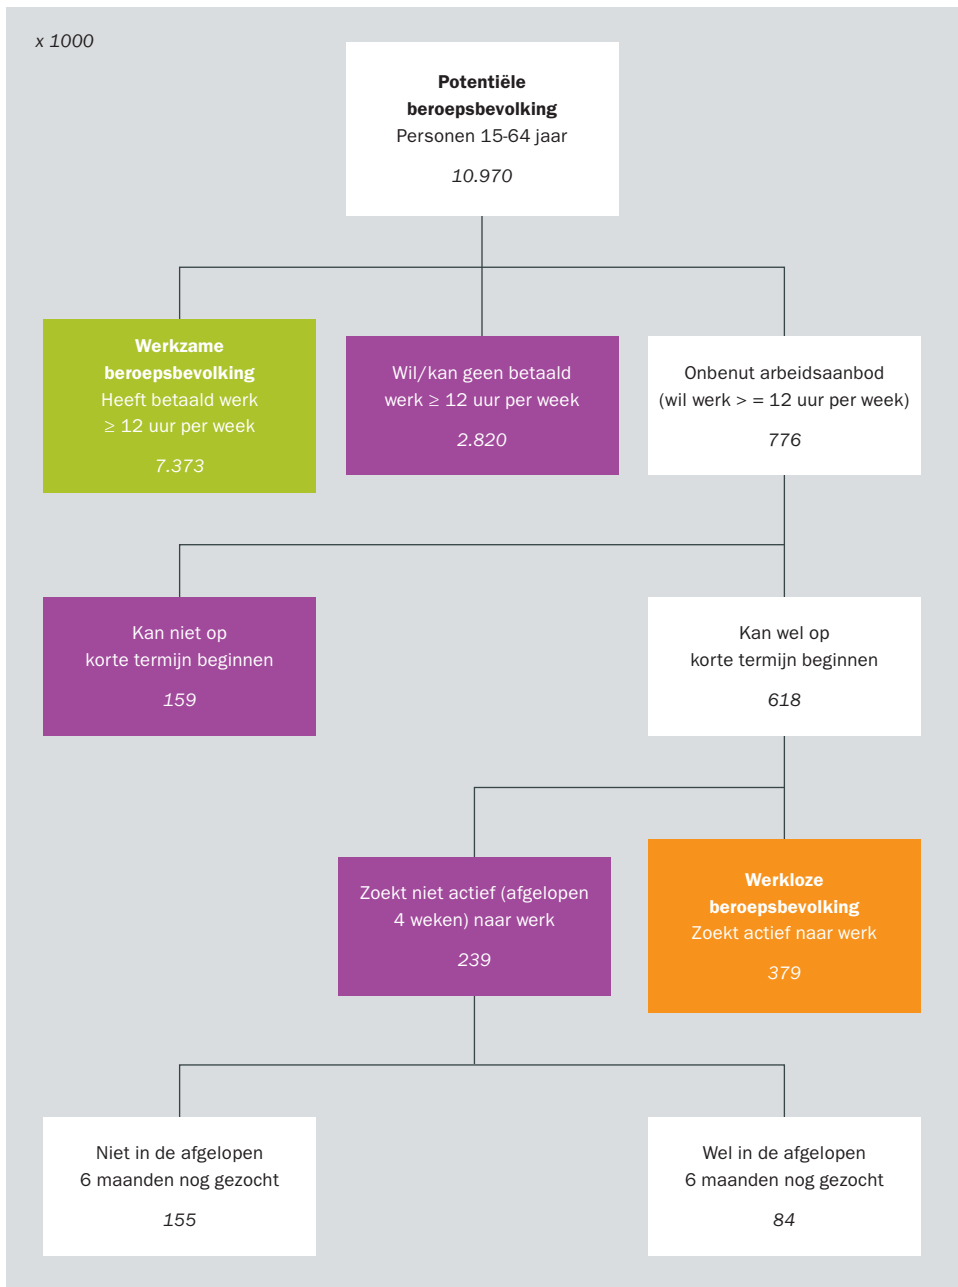 x 1000
Potentiële
beroepsbevolking
Personen 15-64 jaar
10.970
Werkzame
beroepsbevolking
Heeft betaald werk
≥ 12 uur per week
7.373
Wil/kan geen betaald
werk ≥ 12 uur per week
2.820
Onbenut arbeidsaanbod
(wil werk > = 12 uur per week)
776
Kan niet op
korte termijn beginnen
159
Kan wel op
korte termijn beginnen
618
Zoekt niet actief (afgelopen
4 weken) naar werk
239
Werkloze
beroepsbevolking
Zoekt actief naar werk
379
Niet in de afgelopen
6 maanden nog gezocht
155
Wel in de afgelopen
6 maanden nog gezocht
84